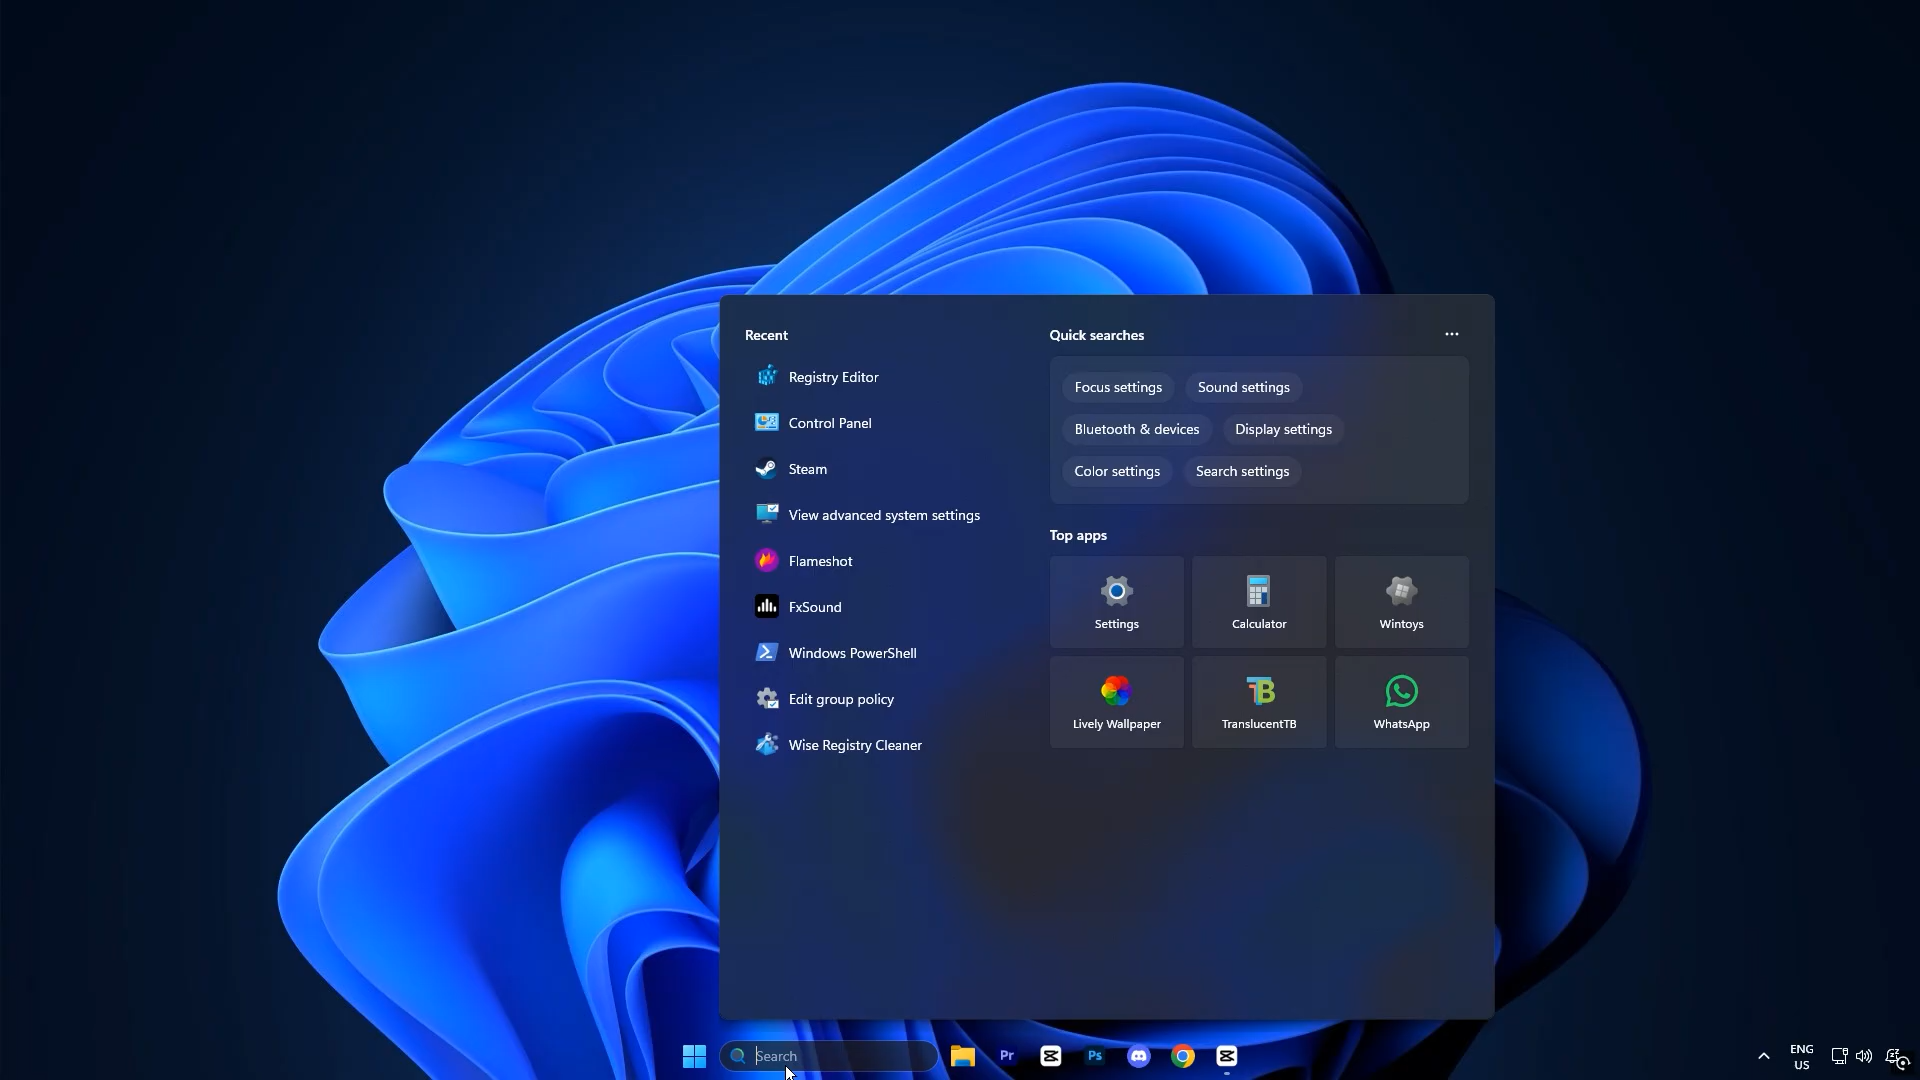 Recent
Registry Editor
Control Panel
Steam
View advanced system settings
Flameshot
FxSound
Windows PowerShell
Edit group policy
Wise Registry Cleaner
Quick searches
Focus settings
Sound settings
Bluetooth & devices
Display settings
Color settings
Search settings
Top apps
Settings
Calculator
Wintoys
Lively Wallpaper
TranslucentTB
WhatsApp
Search
Pr
Ps
ENG
US